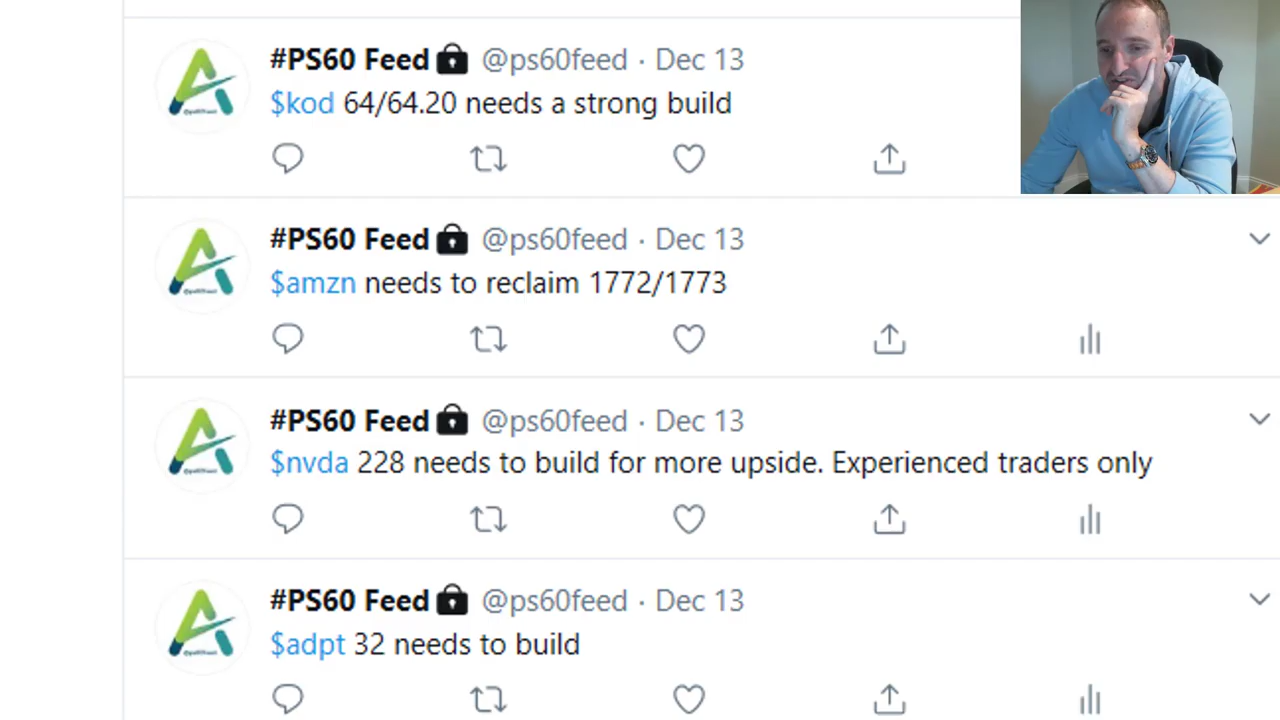 #PS60 Feed @ps60feed · Dec 13
$kod 64/64.20 needs a strong build
#PS60 Feed @ps60feed · Dec 13
$amzn needs to reclaim 1772/1773
#PS60 Feed @ps60feed · Dec 13
$nvda 228 needs to build for more upside. Experienced traders only
#PS60 Feed @ps60feed · Dec 13
$adpt 32 needs to build